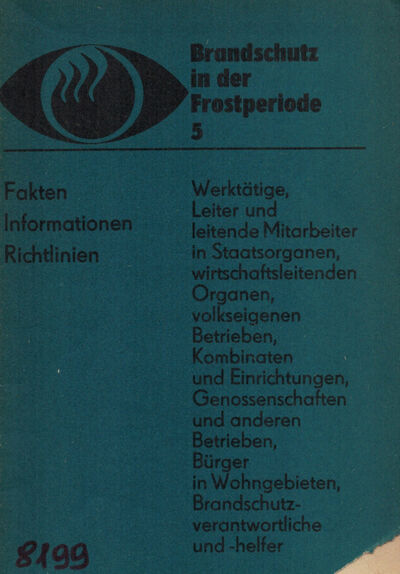 Brandschutz
in der
Frostperiode
5
Fakten
Informationen
Richtlinien
Werktätige,
Leiter und
leitende Mitarbeiter
in Staatsorganen,
wirtschaftsleitenden
Organen,
volkseigenen
Betrieben,
Kombinaten
und Einrichtungen,
Genossenschaften
und anderen
Betrieben,
Bürger
in Wohngebieten,
Brandschutz-
verantwortliche
und -helfer
8199